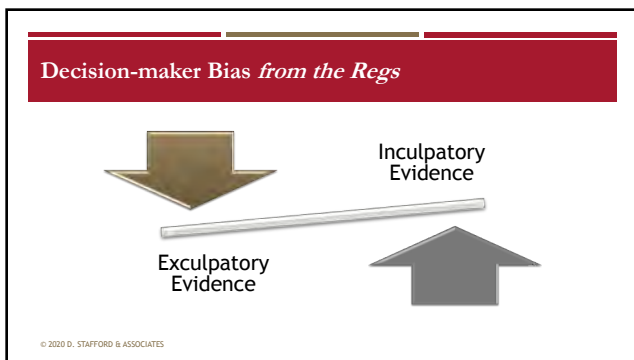 Decision-maker Bias from the Regs
Inculpatory
Evidence
Exculpatory
Evidence
© 2020 D. STAFFORD & ASSOCIATES